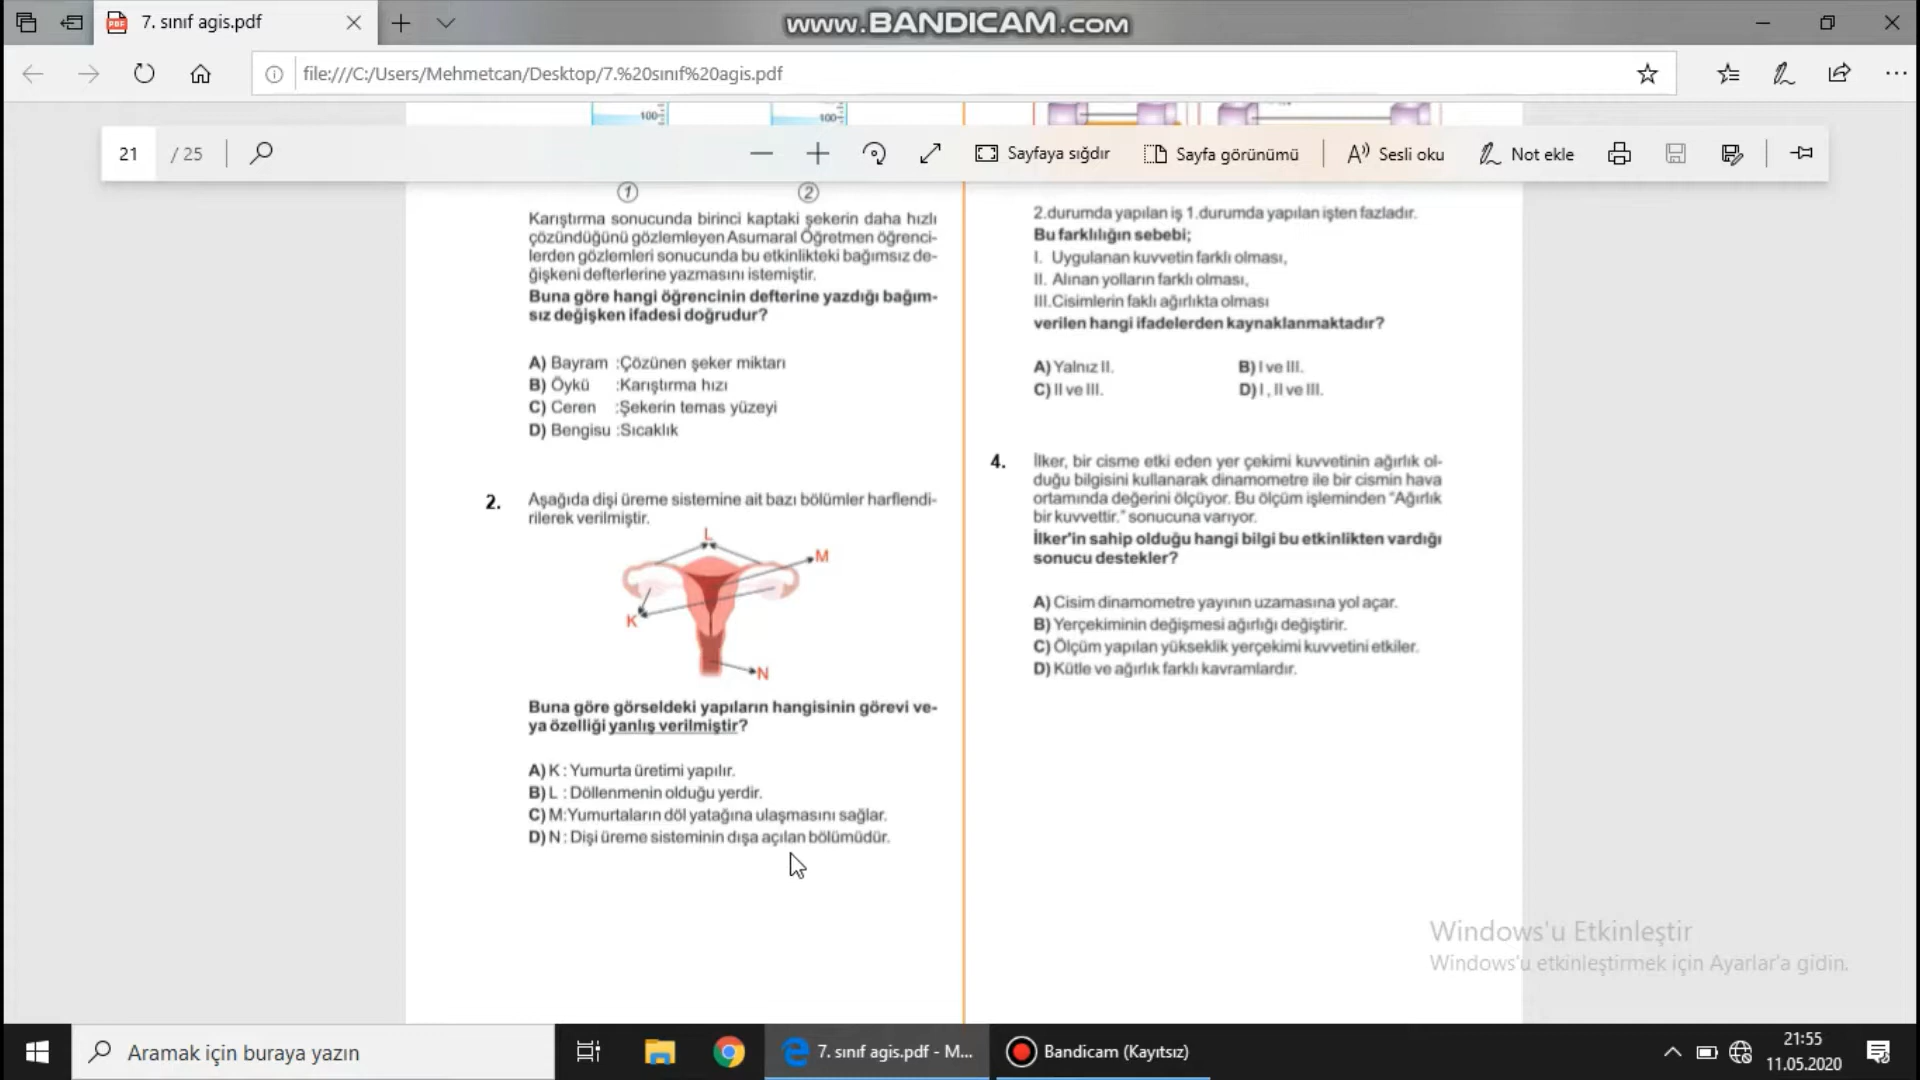 7. sınıf agis.pdf
www.BANDICAM.com
file:///C:/Users/Mehmetcan/Desktop/7.%20sınıf%20agis.pdf
100
100
21 / 25
Sayfaya sığdır
Sayfa görünümü
Sesli oku
Not ekle
1
2
Karıştırma sonucunda birinci kaptaki şekerin daha hızlı
çözündüğünü gözlemleyen Asumaral Öğretmen öğrenci-
lerden gözlemleri sonucunda bu etkinlikteki bağımsız de-
ğişkeni defterlerine yazmasını istemiştir.
Buna göre hangi öğrencinin defterine yazdığı bağım-
sız değişken ifadesi doğrudur?
A) Bayram :Çözünen şeker miktarı
B) Öykü :Karıştırma hızı
C) Ceren :Şekerin temas yüzeyi
D) Bengisu :Sıcaklık
2. Aşağıda dişi üreme sistemine ait bazı bölümler harflendi-
rilerek verilmiştir.
L
M
K
N
Buna göre görseldeki yapıların hangisinin görevi ve-
ya özelliği yanlış verilmiştir?
A) K : Yumurta üretimi yapılır.
B) L : Döllenmenin olduğu yerdir.
C) M:Yumurtaların döl yatağına ulaşmasını sağlar.
D) N : Dişi üreme sisteminin dışa açılan bölümüdür.
2.durumda yapılan iş 1.durumda yapılan işten fazladır.
Bu farklılığın sebebi;
I. Uygulanan kuvvetin farklı olması,
II. Alınan yolların farklı olması,
III.Cisimlerin faklı ağırlıkta olması
verilen hangi ifadelerden kaynaklanmaktadır?
A) Yalnız II. B) I ve III.
C) II ve III. D) I , II ve III.
4. İlker, bir cisme etki eden yer çekimi kuvvetinin ağırlık ol-
duğu bilgisini kullanarak dinamometre ile bir cismin hava
ortamında değerini ölçüyor. Bu ölçüm işleminden "Ağırlık
bir kuvvettir." sonucuna varıyor.
İlker'in sahip olduğu hangi bilgi bu etkinlikten vardığı
sonucu destekler?
A) Cisim dinamometre yayının uzamasına yol açar.
B) Yerçekiminin değişmesi ağırlığı değiştirir.
C) Ölçüm yapılan yükseklik yerçekimi kuvvetini etkiler.
D) Kütle ve ağırlık farklı kavramlardır.
Windows'u Etkinleştir
Windows'u etkinleştirmek için Ayarlar'a gidin.
Aramak için buraya yazın
7. sınıf agis.pdf - M...
Bandicam (Kayıtsız)
21:55
11.05.2020